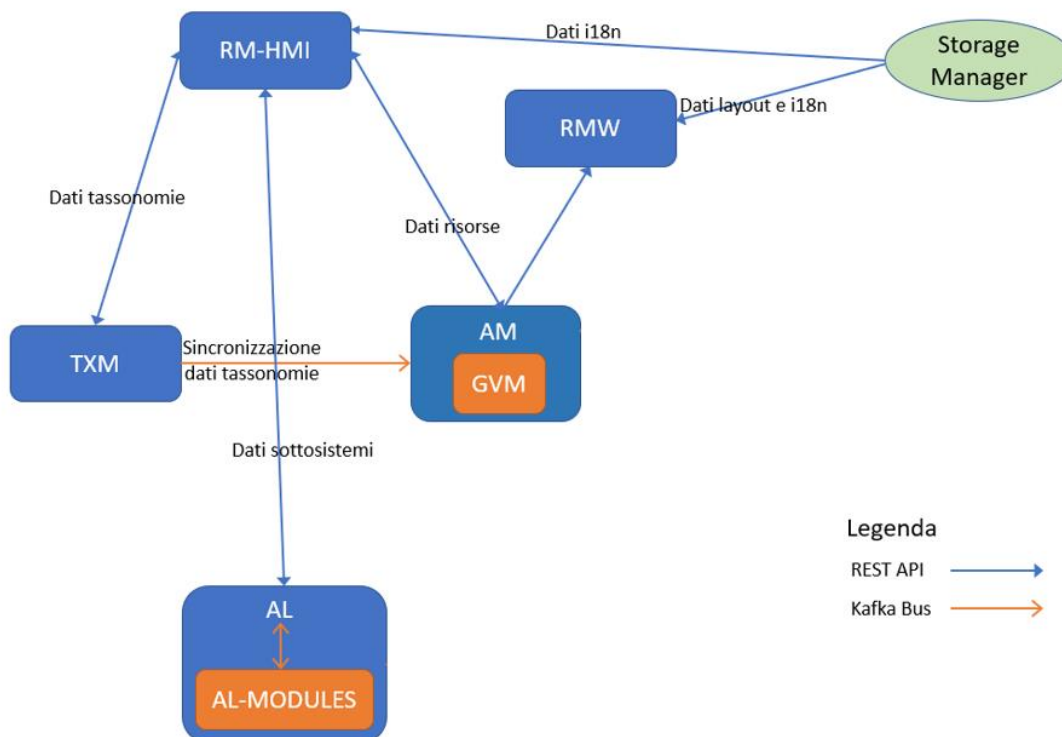 RM-HMI
Dati i18n
Storage
Manager
Dati layout e i18n
RMW
Dati tassonomie
Dati risorse
AM
TXM
Sincronizzazione
dati tassonomie
GVM
Dati sottosistemi
Legenda
REST API
Kafka Bus
AL
AL-MODULES